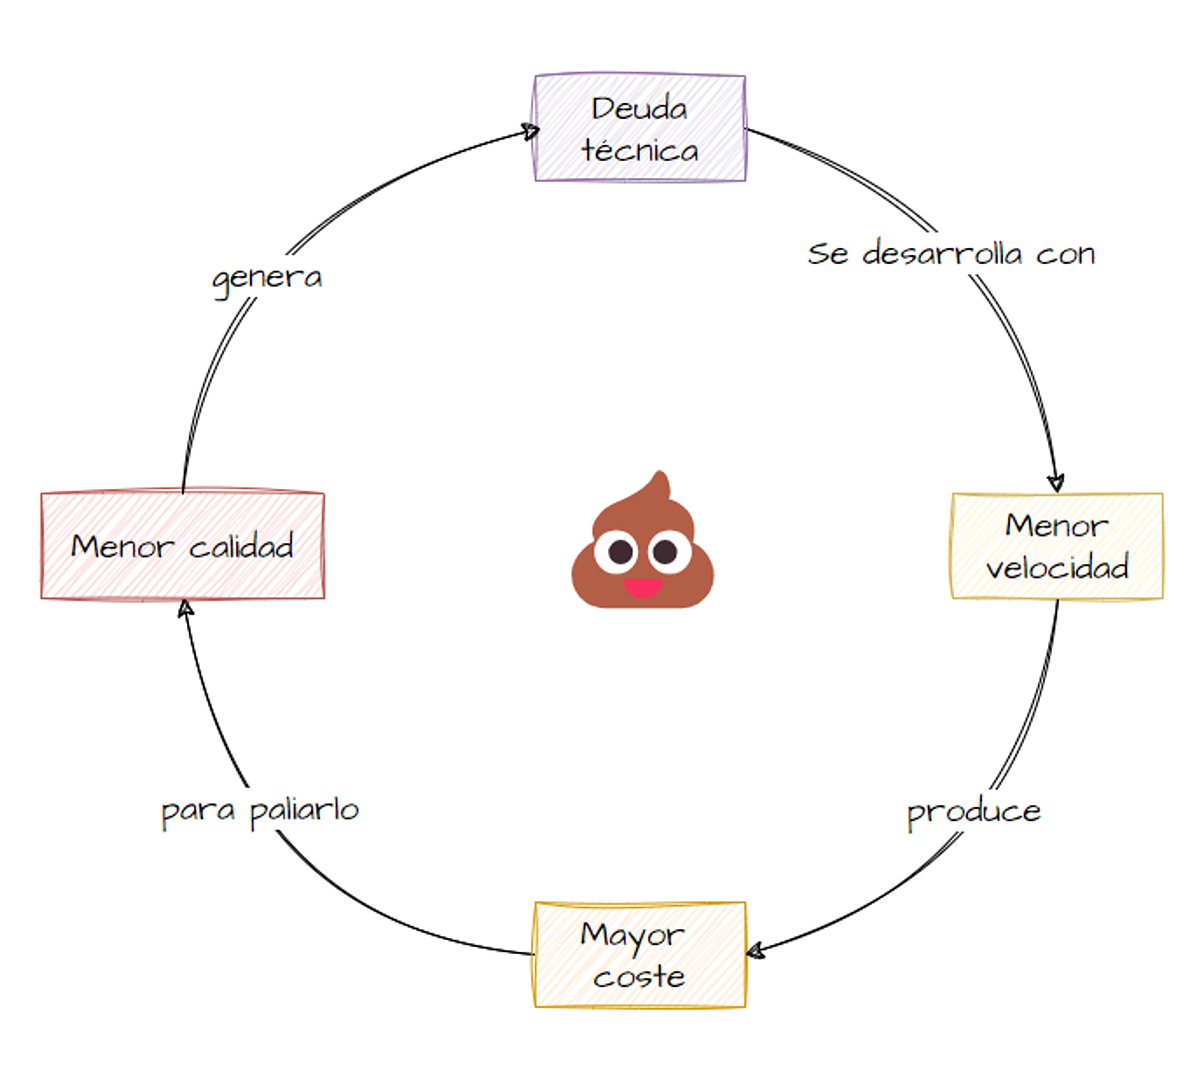 Deuda
técnica
Se desarrolla con
genera
Menor
velocidad
Menor calidad
produce
para paliarlo
Mayor
coste